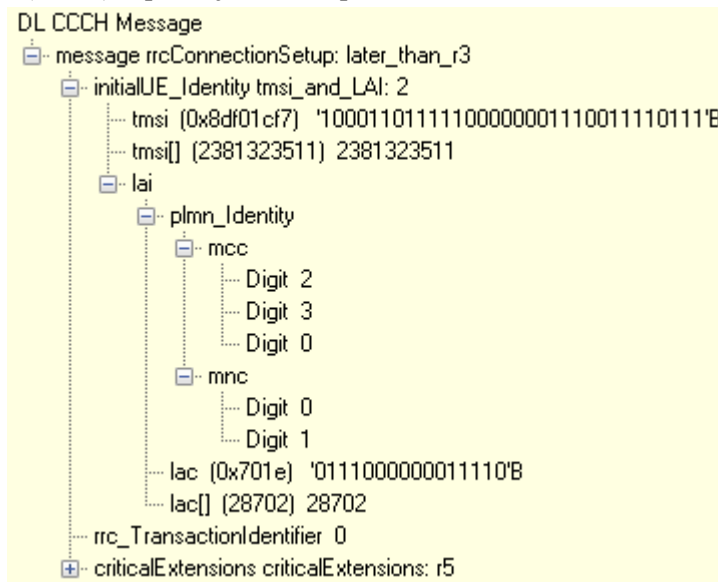 DL CCCH Message
message rrcConnectionSetup: later_than_r3
initialUE_Identity tmsi_and_LAI: 2
tmsi (0x8df01cf7) '10001101111100000001110011110111'B
tmsi[] (2381323511) 2381323511
lai
plmn_Identity
mcc
Digit 2
Digit 3
Digit 0
mnc
Digit 0
Digit 1
lac (0x701e) '0111000000011110'B
lac[] (28702) 28702
rrc_TransactionIdentifier 0
criticalExtensions criticalExtensions: r5